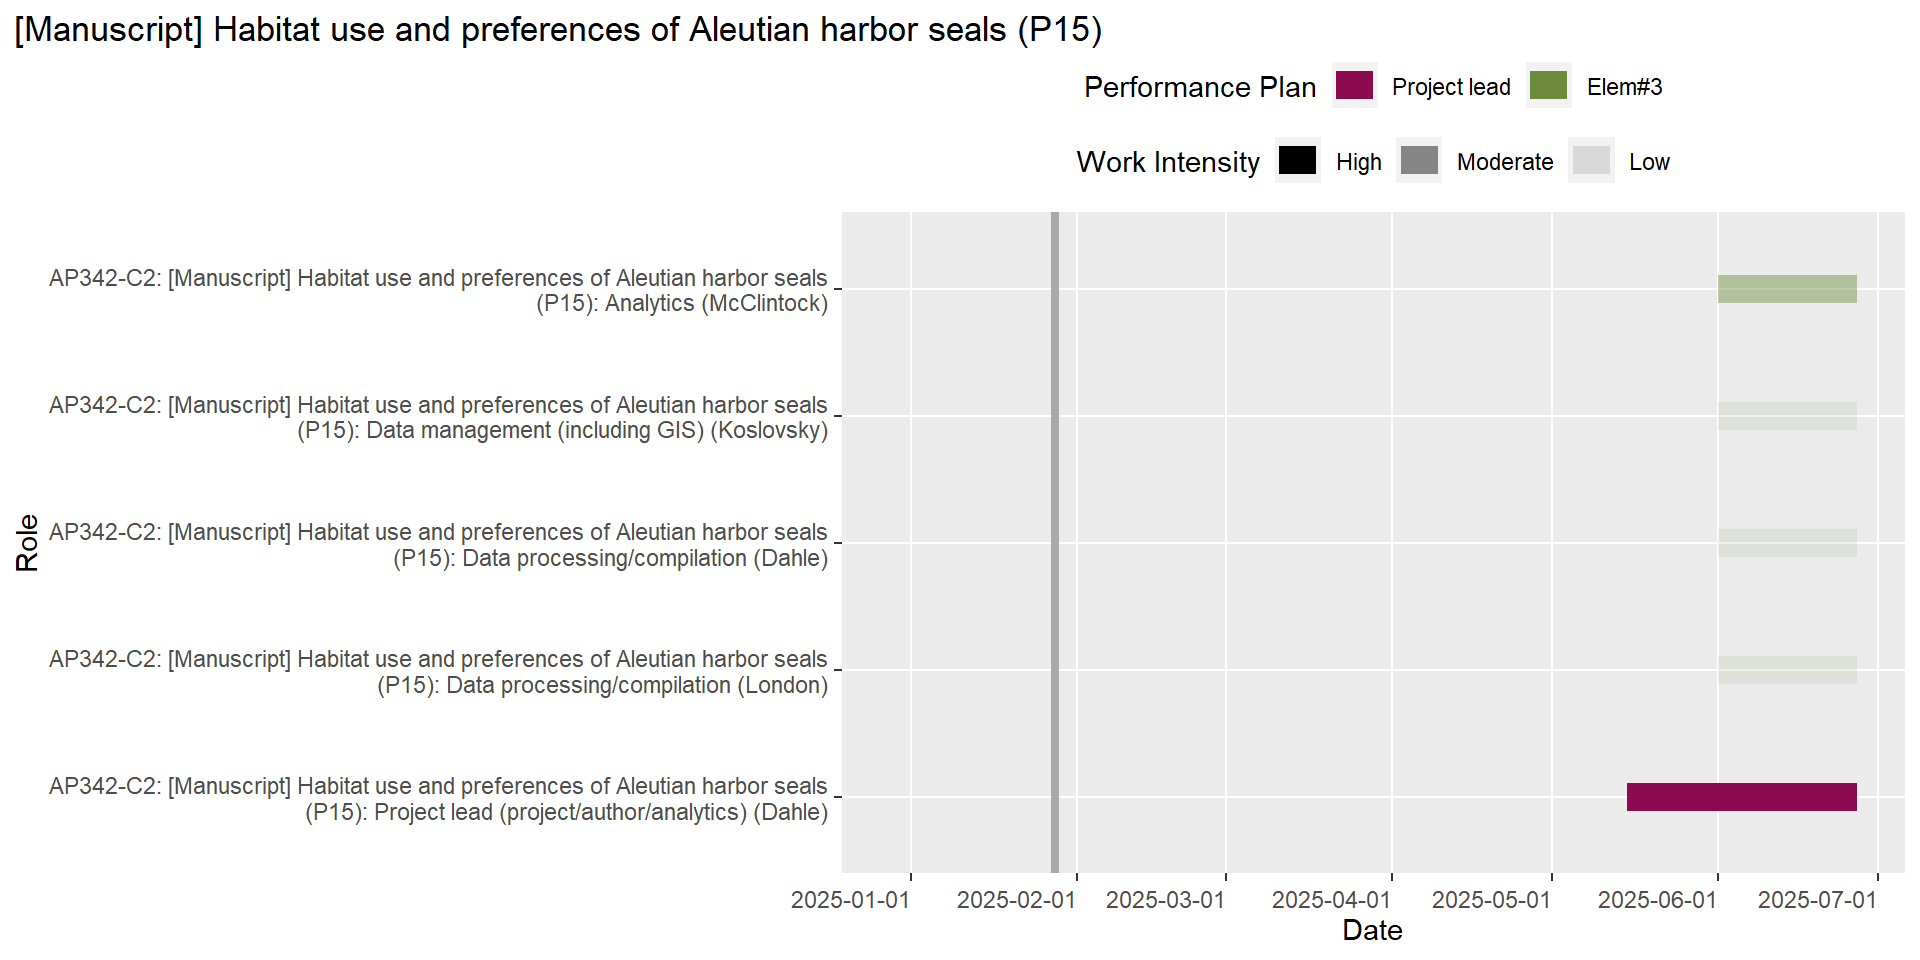 [Manuscript] Habitat use and preferences of Aleutian harbor seals (P15)
Performance Plan Project lead Elem#3
Work Intensity High Moderate Low
AP342-C2: [Manuscript] Habitat use and preferences of Aleutian harbor seals
(P15): Analytics (McClintock)
AP342-C2: [Manuscript] Habitat use and preferences of Aleutian harbor seals
(P15): Data management (including GIS) (Koslovsky)
AP342-C2: [Manuscript] Habitat use and preferences of Aleutian harbor seals
(P15): Data processing/compilation (Dahle)
AP342-C2: [Manuscript] Habitat use and preferences of Aleutian harbor seals
(P15): Data processing/compilation (London)
AP342-C2: [Manuscript] Habitat use and preferences of Aleutian harbor seals
(P15): Project lead (project/author/analytics) (Dahle)
Role
2025-01-01 2025-02-01 2025-03-01 2025-04-01 2025-05-01 2025-06-01 2025-07-01
Date